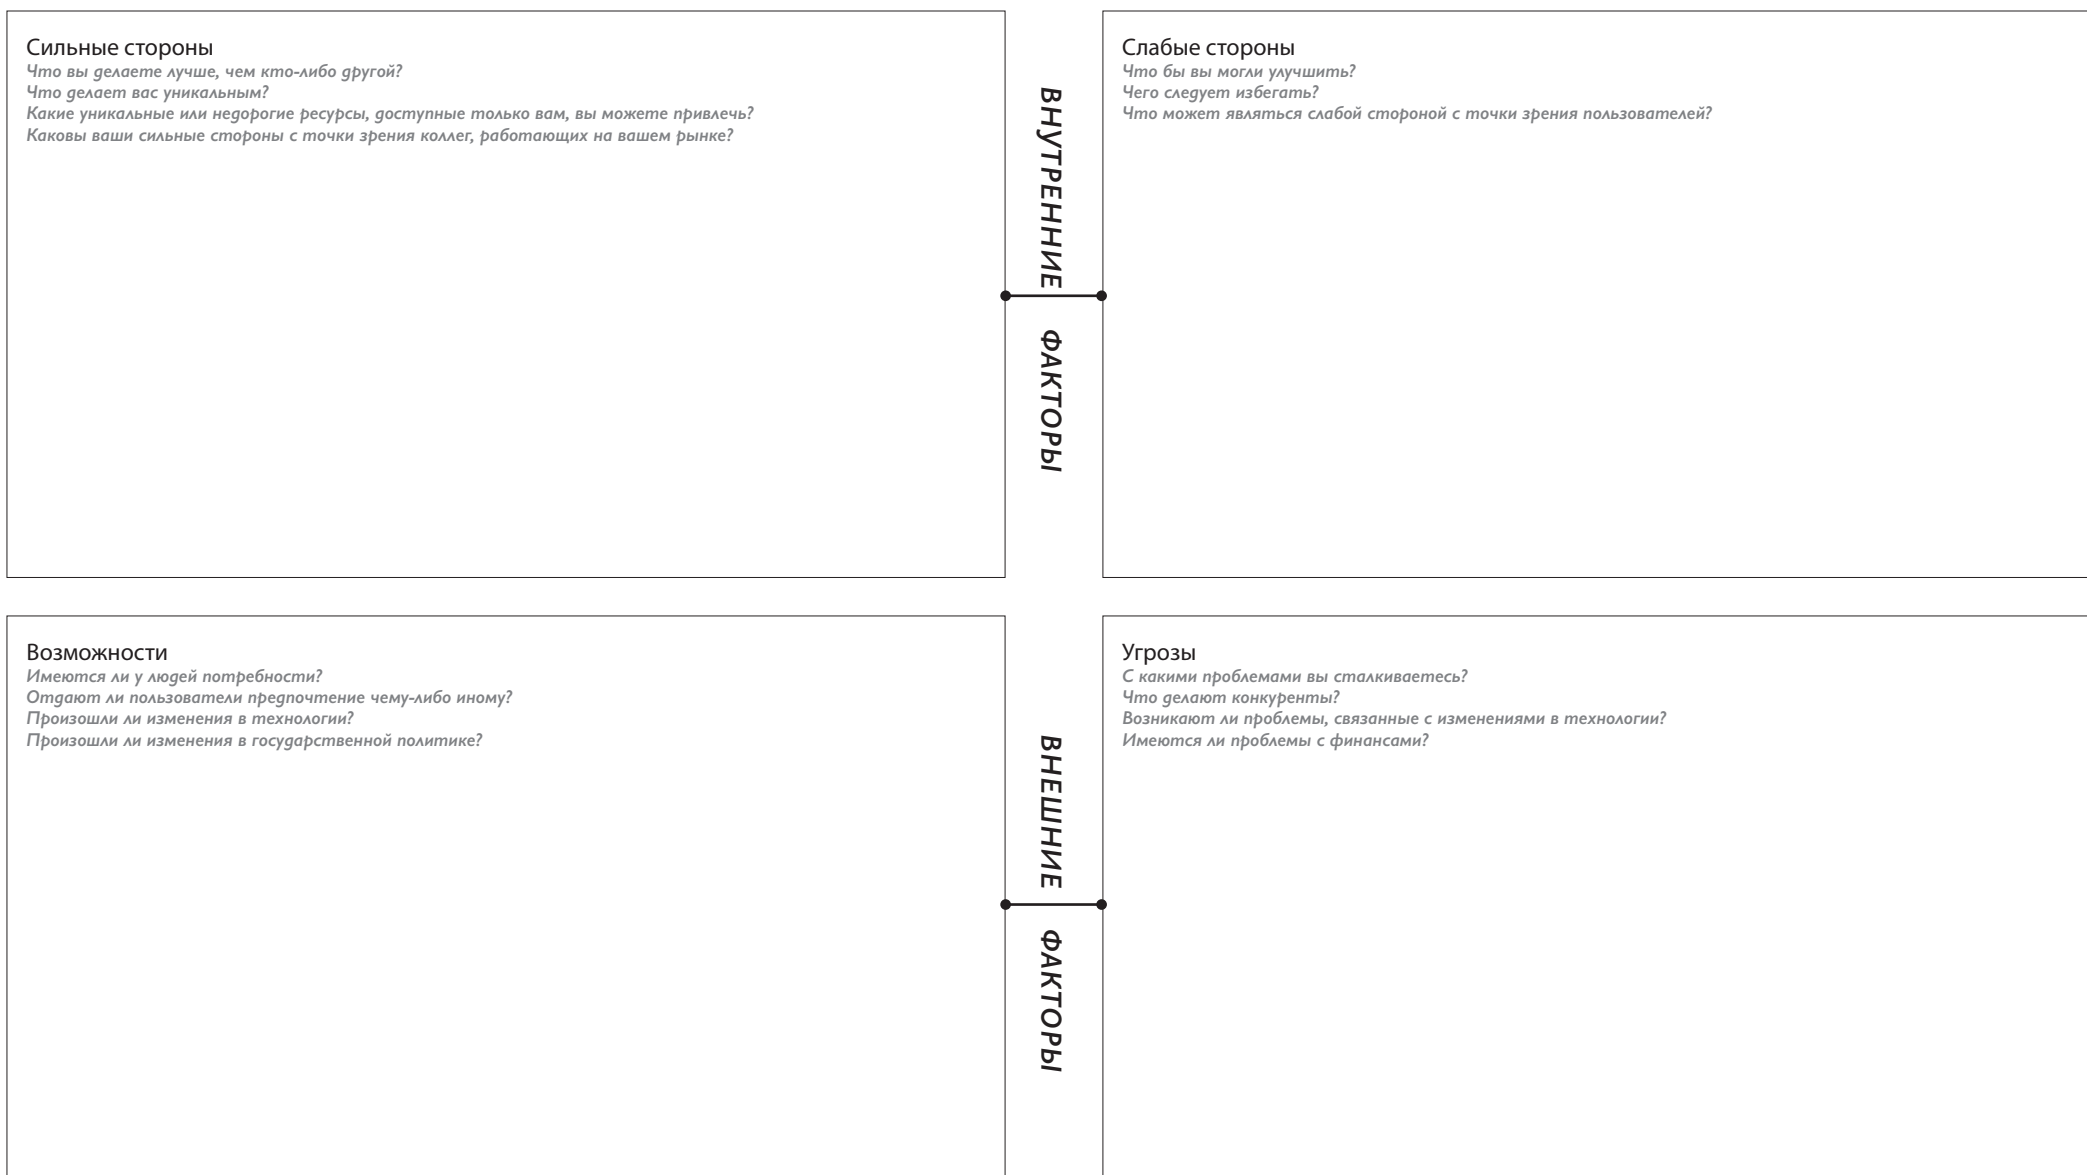 Сильные стороны
Что вы делаете лучше, чем кто-либо другой?
Что делает вас уникальным?
Какие уникальные или недорогие ресурсы, доступные только вам, вы можете привлечь?
Каковы ваши сильные стороны с точки зрения коллег, работающих на вашем рынке?
ВНУТРЕННИЕ ФАКТОРЫ
Слабые стороны
Что бы вы могли улучшить?
Чего следует избегать?
Что может являться слабой стороной с точки зрения пользователей?
Возможности
Имеются ли у людей потребности?
Отдают ли пользователи предпочтение чему-либо иному?
Произошли ли изменения в технологии?
Произошли ли изменения в государственной политике?
ВНЕШНИЕ ФАКТОРЫ
Угрозы
С какими проблемами вы сталкиваетесь?
Что делают конкуренты?
Возникают ли проблемы, связанные с изменениями в технологии?
Имеются ли проблемы с финансами?